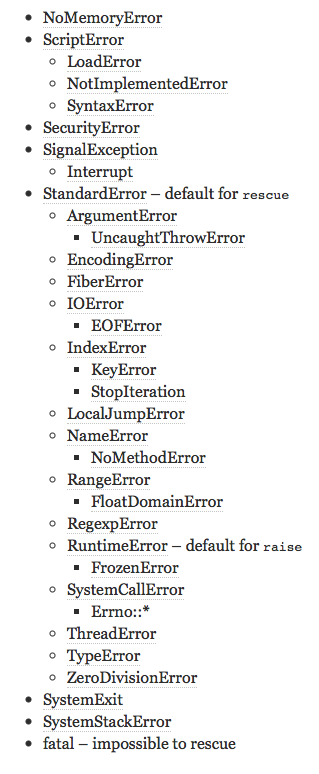 NoMemoryError
ScriptError
LoadError
NotImplementedError
SyntaxError
SecurityError
SignalException
Interrupt
StandardError – default for rescue
ArgumentError
UncaughtThrowError
EncodingError
FiberError
IOError
EOFError
IndexError
KeyError
StopIteration
LocalJumpError
NameError
NoMethodError
RangeError
FloatDomainError
RegexpError
RuntimeError – default for raise
FrozenError
SystemCallError
Errno::*
ThreadError
TypeError
ZeroDivisionError
SystemExit
SystemStackError
fatal – impossible to rescue